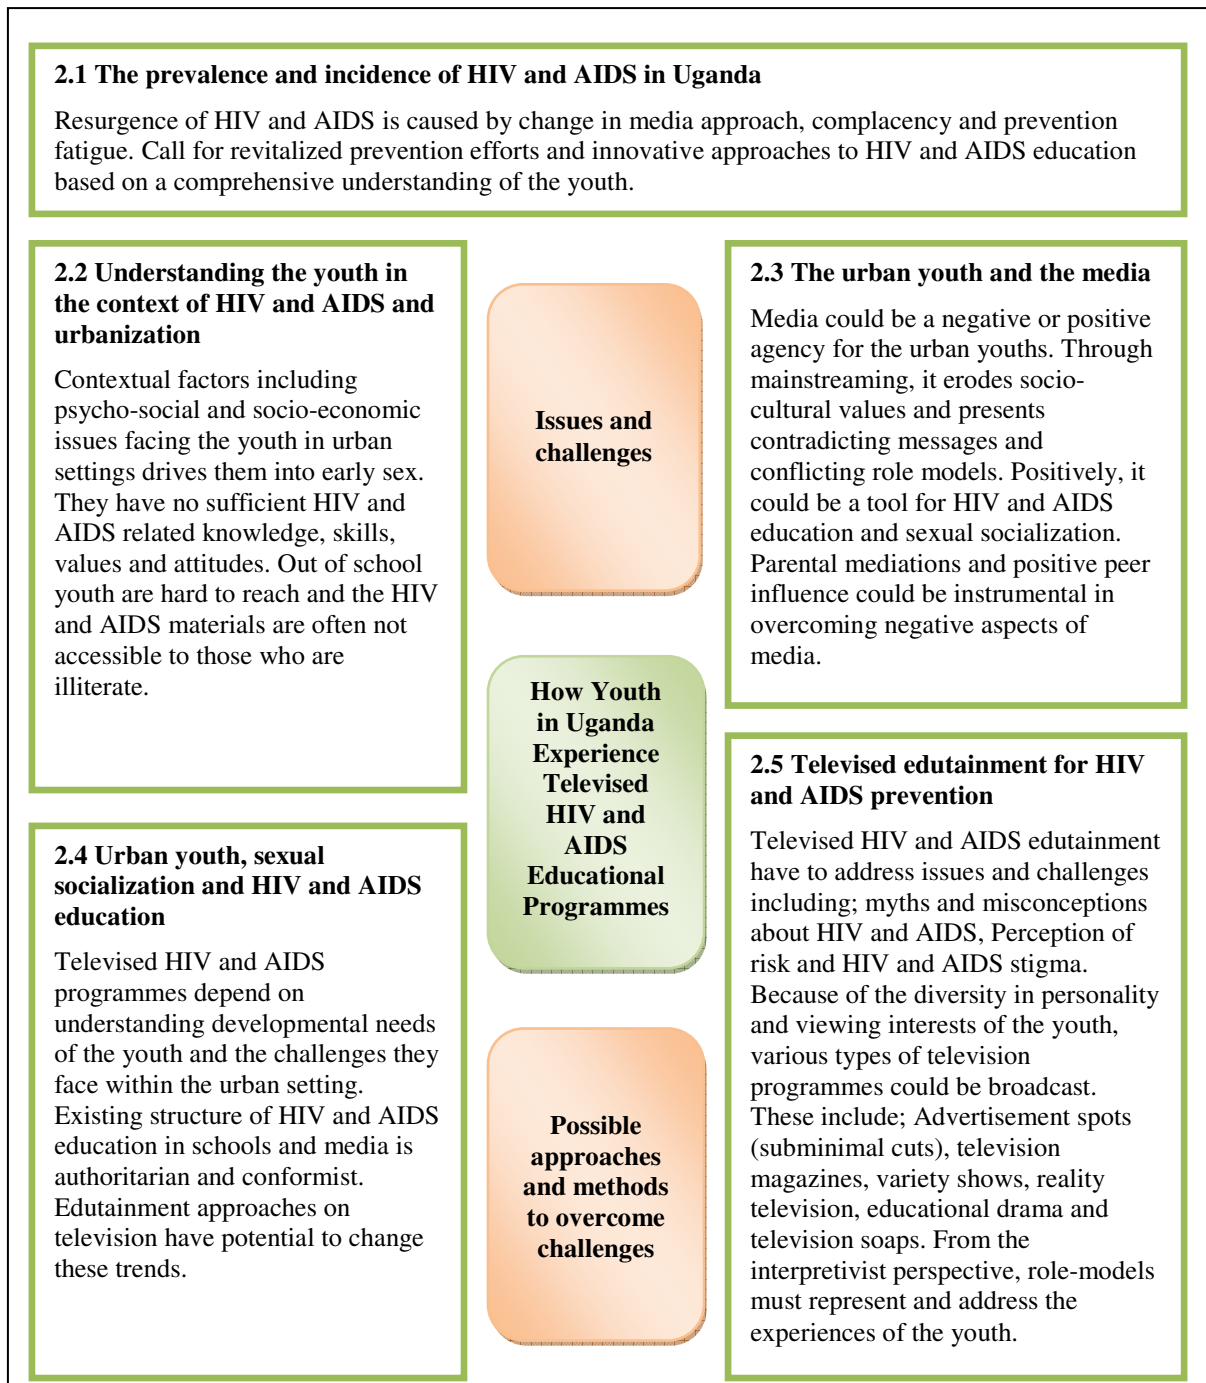 2.1 The prevalence and incidence of HIV and AIDS in Uganda
Resurgence of HIV and AIDS is caused by change in media approach, complacency and prevention
fatigue. Call for revitalized prevention efforts and innovative approaches to HIV and AIDS education
based on a comprehensive understanding of the youth.
2.2 Understanding the youth in
the context of HIV and AIDS and
urbanization
Contextual factors including
psycho-social and socio-economic
issues facing the youth in urban
settings drives them into early sex.
They have no sufficient HIV and
AIDS related knowledge, skills,
values and attitudes. Out of school
youth are hard to reach and the HIV
and AIDS materials are often not
accessible to those who are
illiterate.
Issues and
challenges
2.3 The urban youth and the media
Media could be a negative or positive
agency for the urban youths. Through
mainstreaming, it erodes socio-
cultural values and presents
contradicting messages and
conflicting role models. Positively, it
could be a tool for HIV and AIDS
education and sexual socialization.
Parental mediations and positive peer
influence could be instrumental in
overcoming negative aspects of
media.
How Youth
in Uganda
Experience
Televised
HIV and
AIDS
Educational
Programmes
2.4 Urban youth, sexual
socialization and HIV and AIDS
education
Televised HIV and AIDS
programmes depend on
understanding developmental needs
of the youth and the challenges they
face within the urban setting.
Existing structure of HIV and AIDS
education in schools and media is
authoritarian and conformist.
Edutainment approaches on
television have potential to change
these trends.
Possible
approaches
and methods
to overcome
challenges
2.5 Televised edutainment for HIV
and AIDS prevention
Televised HIV and AIDS edutainment
have to address issues and challenges
including; myths and misconceptions
about HIV and AIDS, Perception of
risk and HIV and AIDS stigma.
Because of the diversity in personality
and viewing interests of the youth,
various types of television
programmes could be broadcast.
These include; Advertisement spots
(subminimal cuts), television
magazines, variety shows, reality
television, educational drama and
television soaps. From the
interpretivist perspective, role-models
must represent and address the
experiences of the youth.